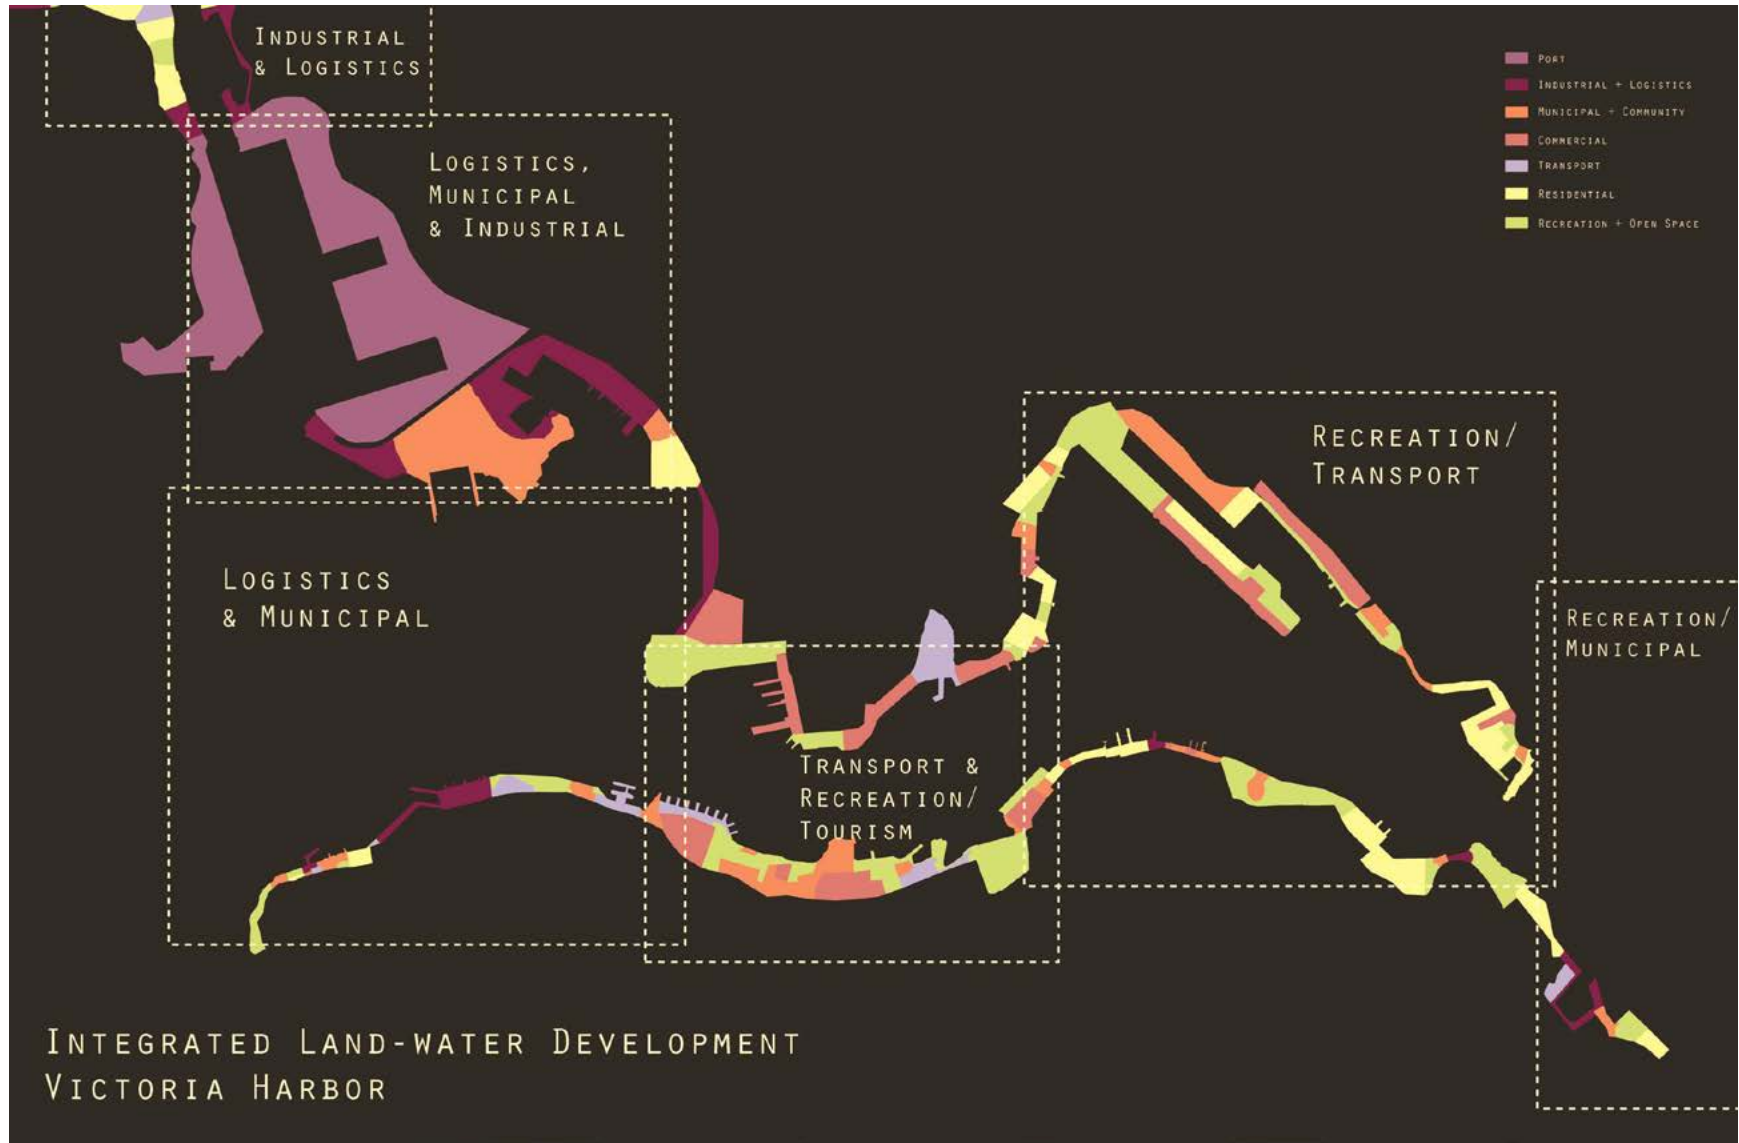 Industrial
& Logistics
Logistics,
Municipal
& Industrial
Port
Industrial + Logistics
Municipal + Community
Commercial
Transport
Residential
Recreation + Open Space
Recreation/
Transport
Logistics
& Municipal
Recreation/
Municipal
Transport &
Recreation/
Tourism
Integrated Land-water Development
Victoria Harbor